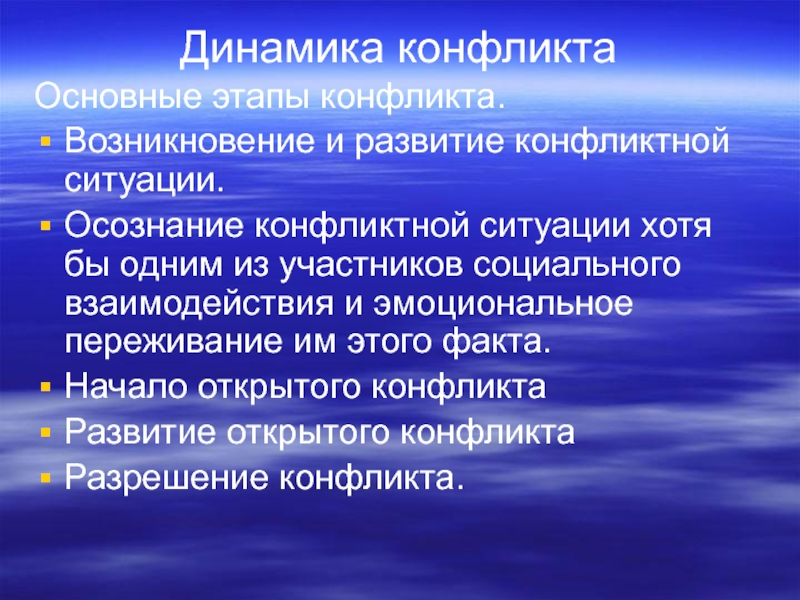 Динамика конфликта
Основные этапы конфликта.
Возникновение и развитие конфликтной
ситуации.
Осознание конфликтной ситуации хотя
бы одним из участников социального
взаимодействия и эмоциональное
переживание им этого факта.
Начало открытого конфликта
Развитие открытого конфликта
Разрешение конфликта.